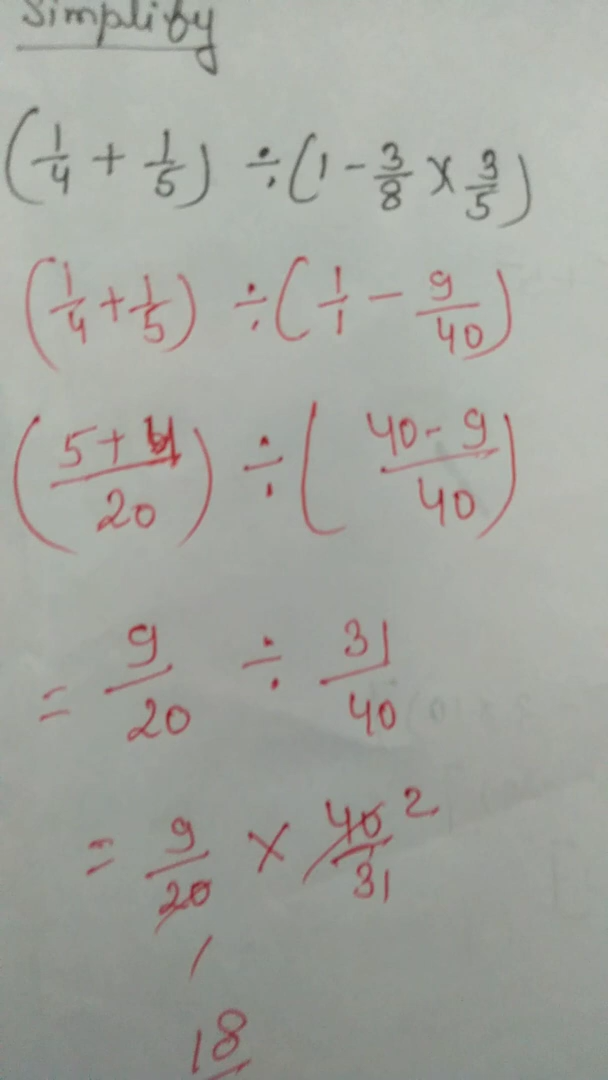 Simplify
(1/4 + 1/5) ÷ (1 - 3/8 × 3/5)
(1/4 + 1/5) ÷ (1/1 - 9/40)
(5+4/20) ÷ (40-9/40)
= 9/20 ÷ 31/40
= 9/20 × 40/31 2
1
18